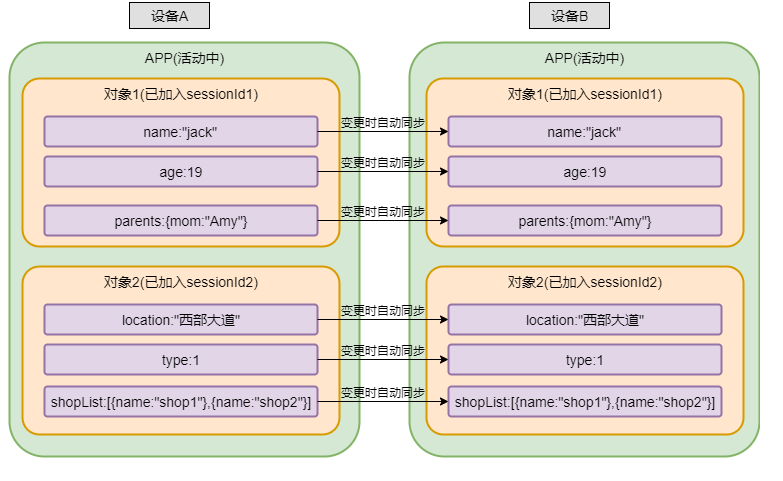 设备A
设备B
APP(活动中)
APP(活动中)
对象1(已加入sessionId1)
对象1(已加入sessionId1)
name:"jack"
变更时自动同步
name:"jack"
age:19
变更时自动同步
age:19
parents:{mom:"Amy"}
变更时自动同步
parents:{mom:"Amy"}
对象2(已加入sessionId2)
对象2(已加入sessionId2)
location:"西部大道"
变更时自动同步
location:"西部大道"
type:1
变更时自动同步
type:1
shopList:[{name:"shop1"},{name:"shop2"}]
变更时自动同步
shopList:[{name:"shop1"},{name:"shop2"}]